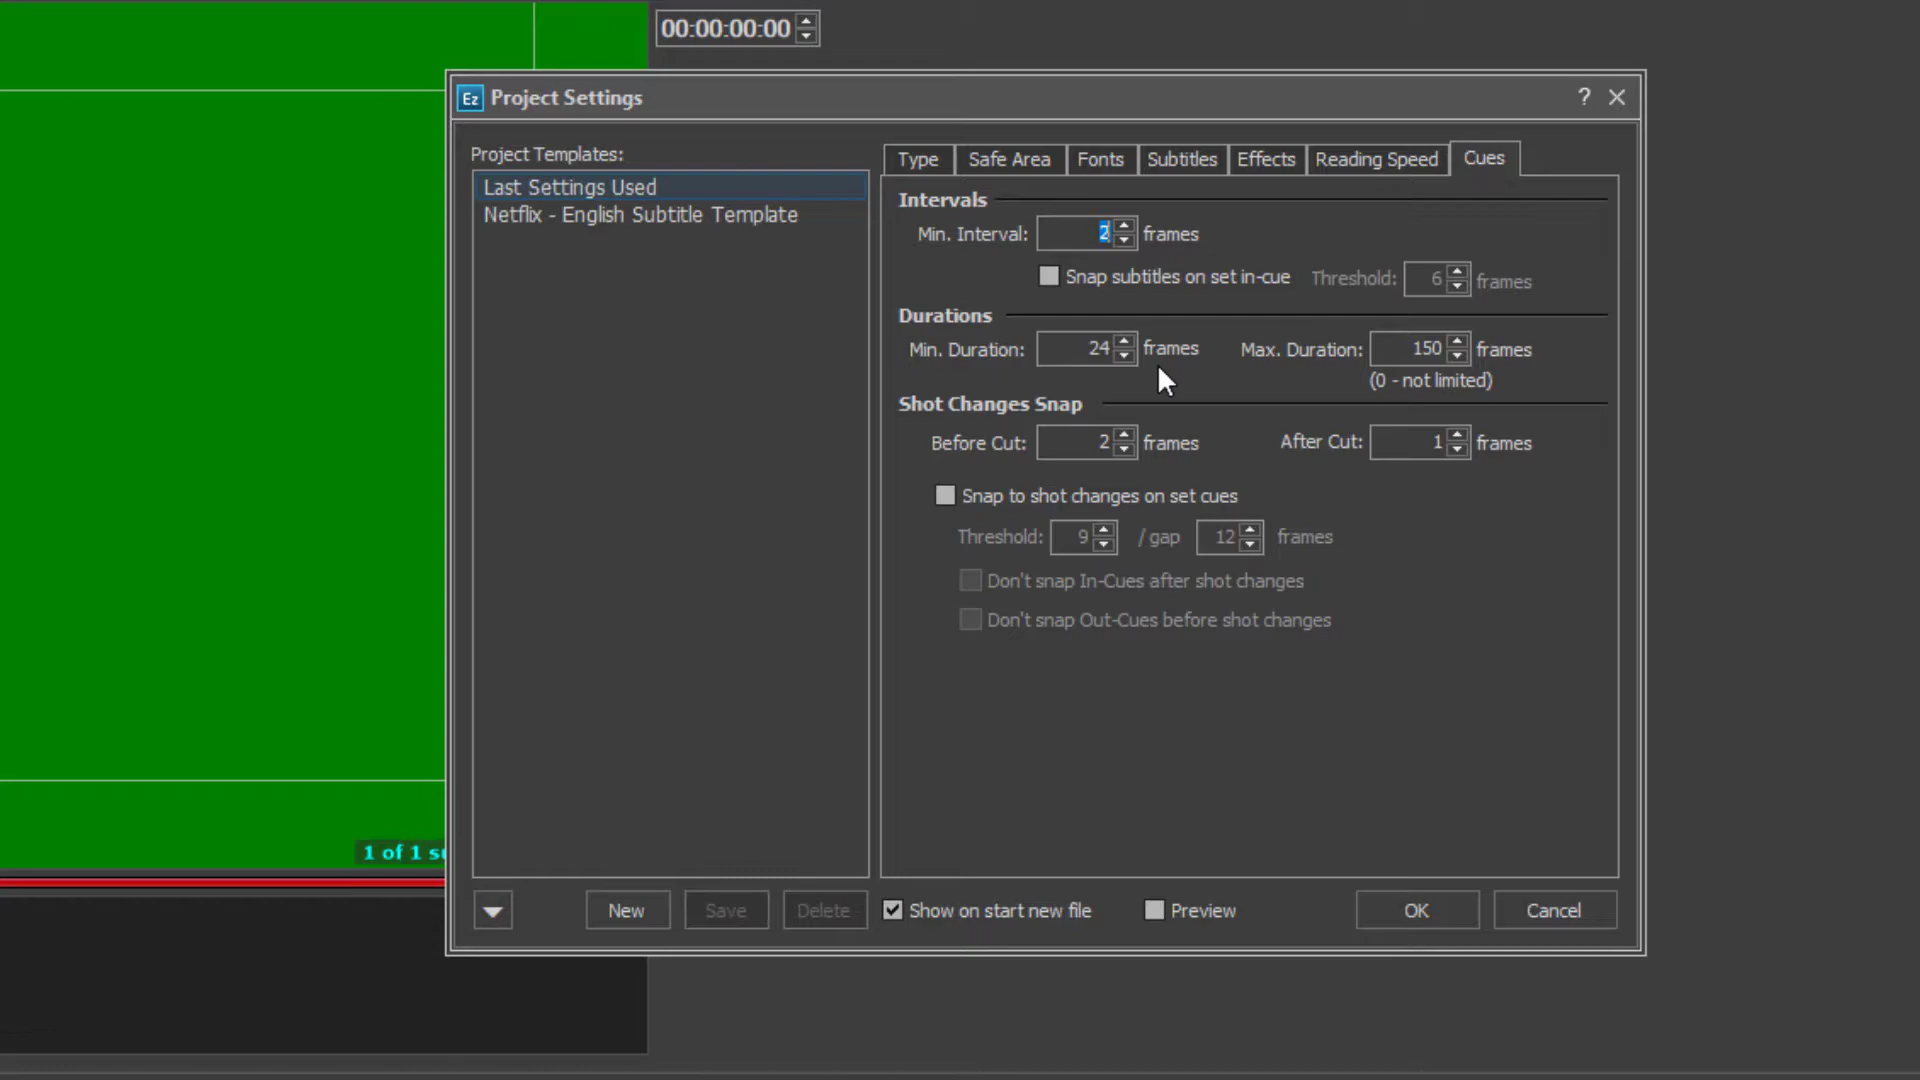 00:00:00:00
Ez Project Settings ?
Project Templates:
Last Settings Used
Netflix - English Subtitle Template
Type Safe Area Fonts Subtitles Effects Reading Speed Cues
Intervals
Min. Interval: 2 frames
Snap subtitles on set in-cue Threshold: 6 frames
Durations
Min. Duration: 24 frames Max. Duration: 150 frames
(0 - not limited)
Shot Changes Snap
Before Cut: 2 frames After Cut: 1 frames
Snap to shot changes on set cues
Threshold: 9 / gap 12 frames
Don't snap In-Cues after shot changes
Don't snap Out-Cues before shot changes
1 of 1 s
New Save Delete Show on start new file Preview OK Cancel